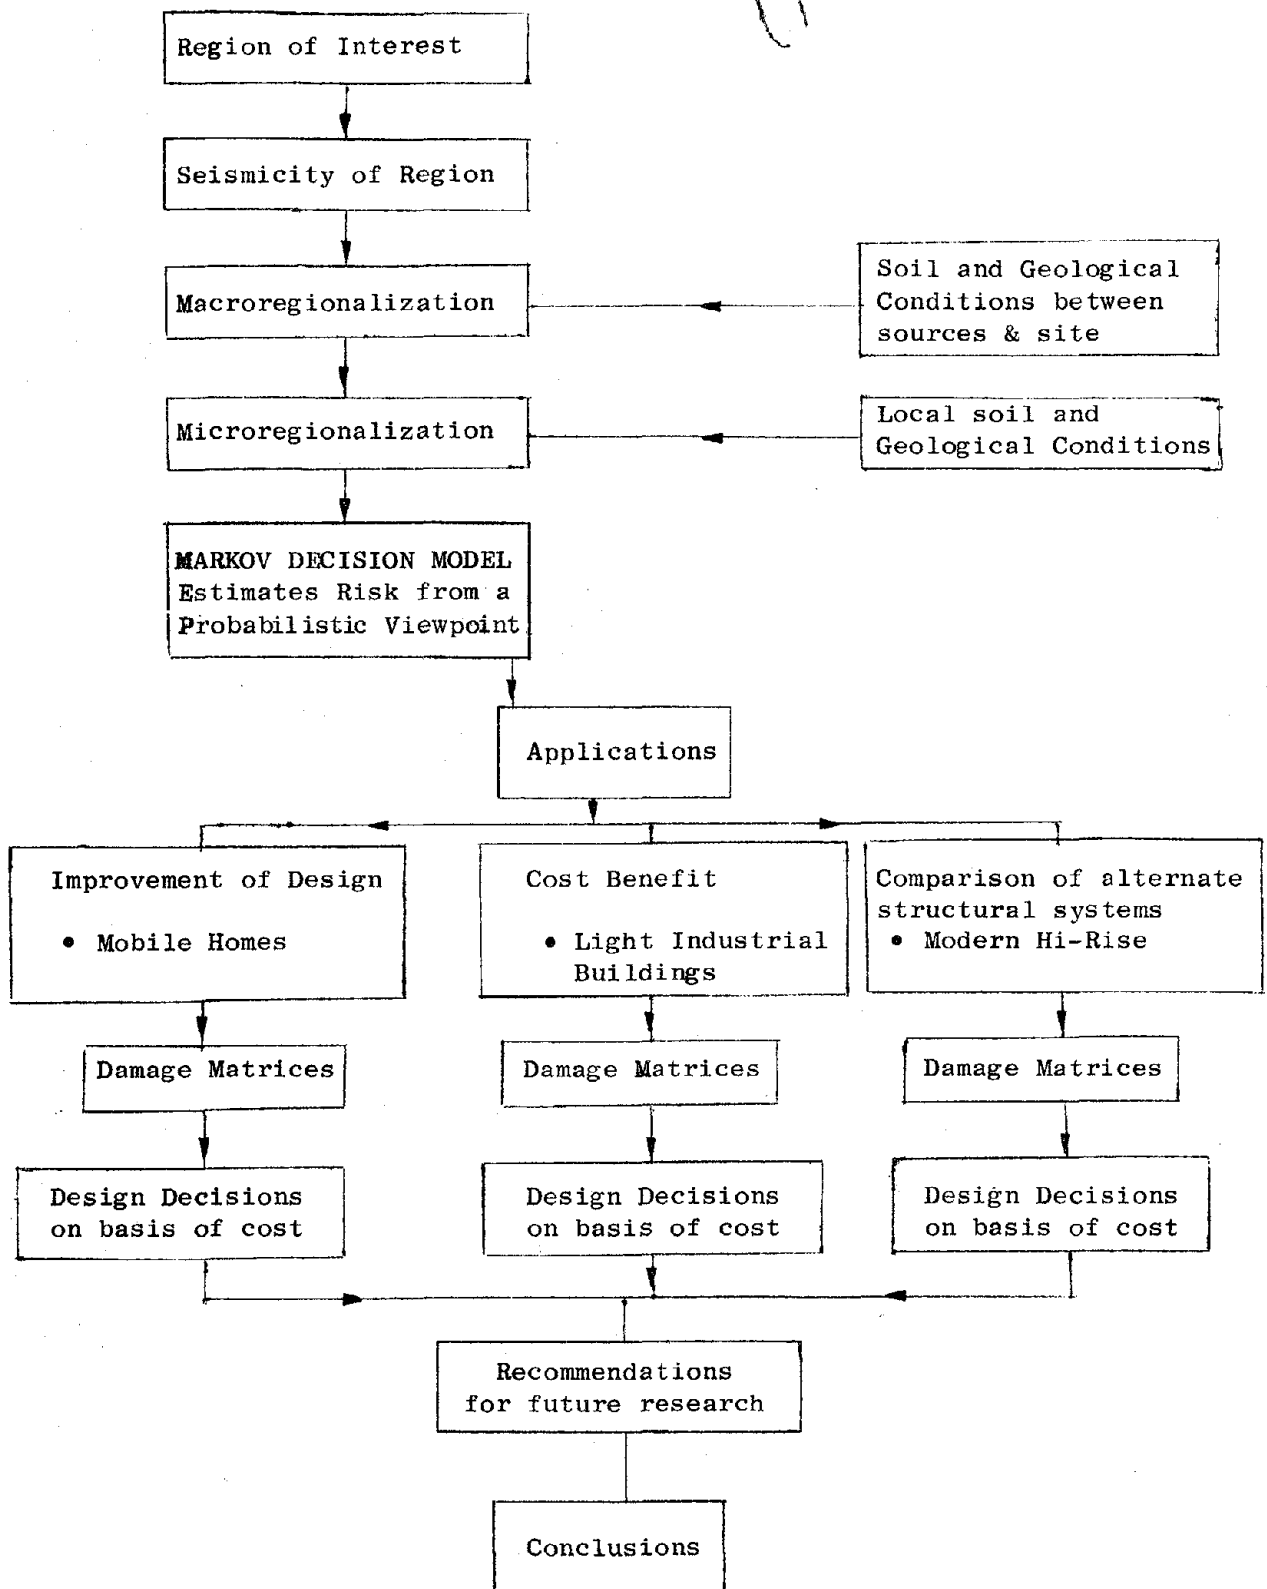 Region of Interest
Seismicity of Region
Macroregionalization
Soil and Geological
Conditions between
sources & site
Microregionalization
Local soil and
Geological Conditions
MARKOV DECISION MODEL
Estimates Risk from a
Probabilistic Viewpoint
Applications
Improvement of Design
• Mobile Homes
Cost Benefit
• Light Industrial
Buildings
Comparison of alternate
structural systems
• Modern Hi-Rise
Damage Matrices
Damage Matrices
Damage Matrices
Design Decisions
on basis of cost
Design Decisions
on basis of cost
Design Decisions
on basis of cost
Recommendations
for future research
Conclusions